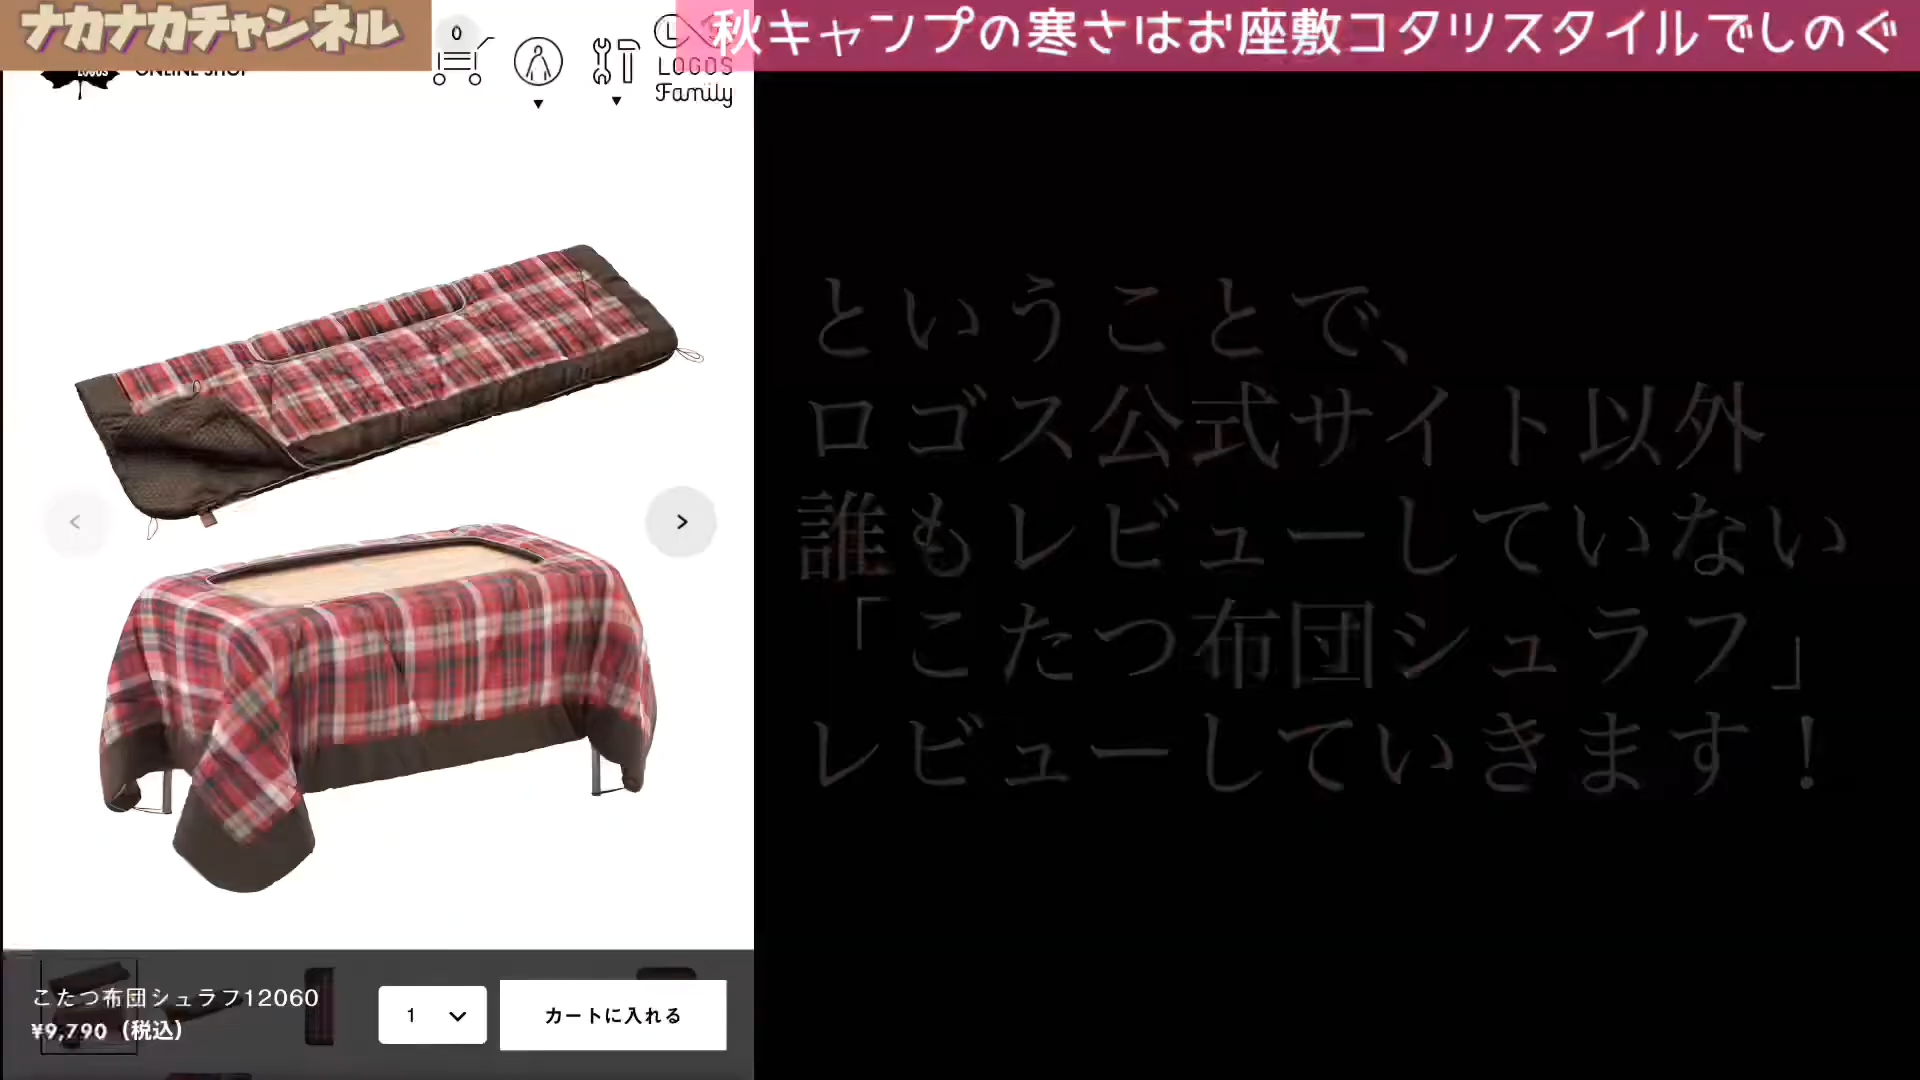 ナカナカチャンネル
秋キャンプの寒さはお座敷コタツスタイルでしのぐ
LOGOS
ONLINE SHOP
0
LOGOS
Family
ということで、
ロゴス公式サイト以外
誰もレビューしていない
「こたつ布団シュラフ」
レビューしていきます！
こたつ布団シュラフ12060
¥9,790（税込）
1
カートに入れる